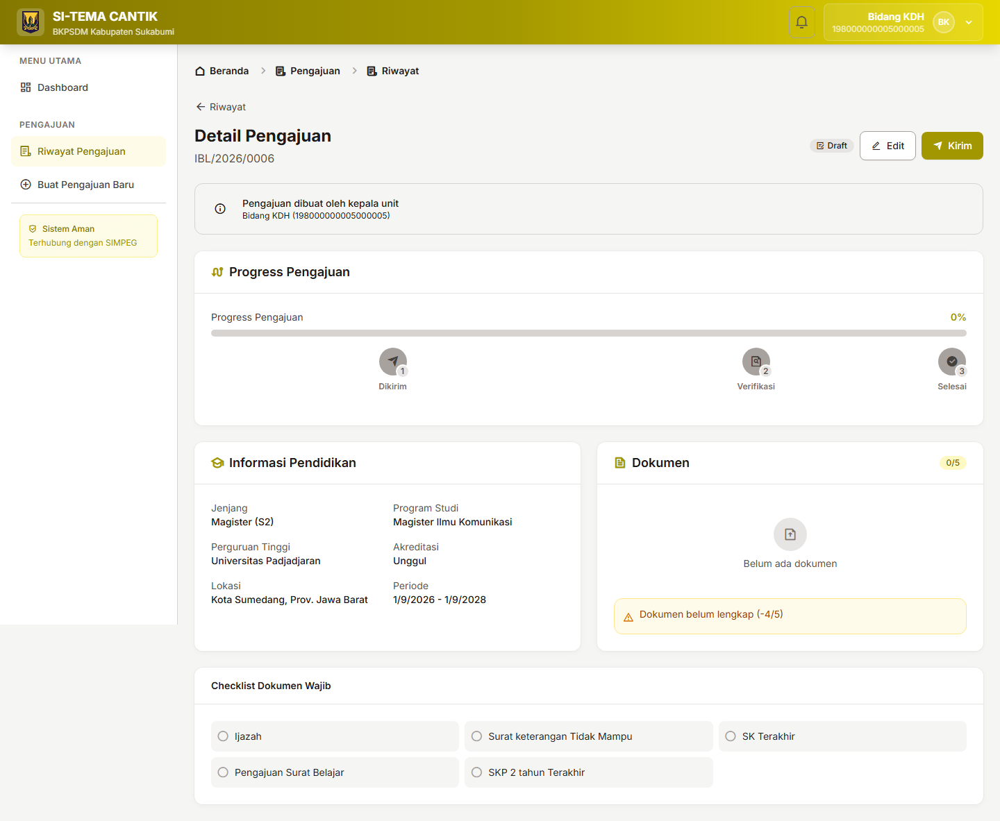 SI-TEMA CANTIK
BKPSDM Kabupaten Sukabumi
Bidang KDH
198000000005000005
BK
MENU UTAMA
Dashboard
PENGAJUAN
Riwayat Pengajuan
Buat Pengajuan Baru
Sistem Aman
Terhubung dengan SIMPEG
Beranda
Pengajuan
Riwayat
Riwayat
Detail Pengajuan
IBL/2026/0006
Draft
Edit
Kirim
Pengajuan dibuat oleh kepala unit
Bidang KDH (198000000005000005)
Progress Pengajuan
Progress Pengajuan
0%
1
Dikirim
2
Verifikasi
3
Selesai
Informasi Pendidikan
Jenjang
Magister (S2)
Program Studi
Magister Ilmu Komunikasi
Perguruan Tinggi
Universitas Padjadjaran
Akreditasi
Unggul
Lokasi
Kota Sumedang, Prov. Jawa Barat
Periode
1/9/2026 - 1/9/2028
Dokumen
0/5
Belum ada dokumen
Dokumen belum lengkap (-4/5)
Checklist Dokumen Wajib
Ijazah
Surat keterangan Tidak Mampu
SK Terakhir
Pengajuan Surat Belajar
SKP 2 tahun Terakhir